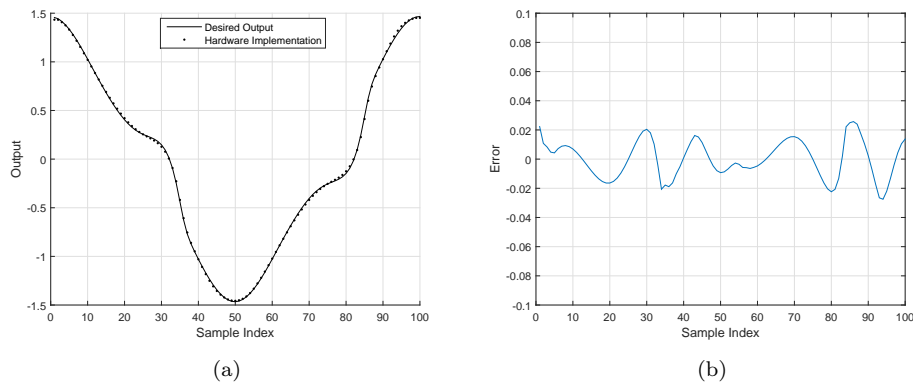 1.5
1
0.5
0
-0.5
-1
-1.5
Output
Desired Output
Hardware Implementation
0 10 20 30 40 50 60 70 80 90 100
Sample Index
(a)
0.1
0.08
0.06
0.04
0.02
0
-0.02
-0.04
-0.06
-0.08
-0.1
Error
0 10 20 30 40 50 60 70 80 90 100
Sample Index
(b)